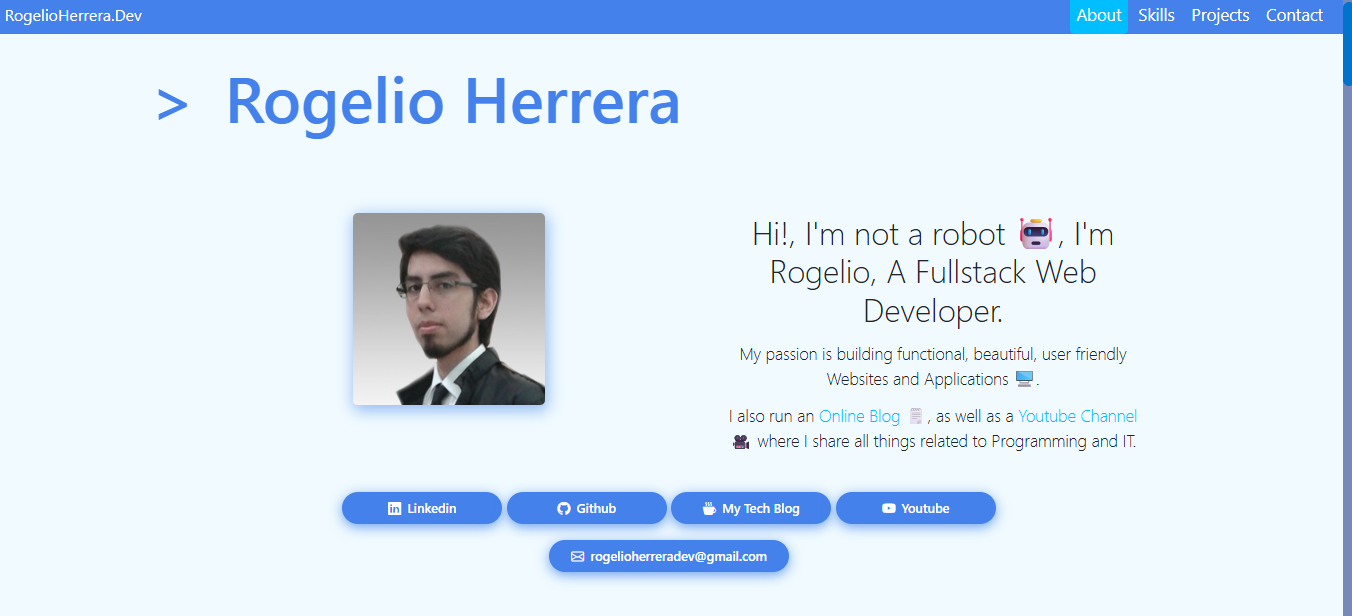 RogelioHerrera.Dev
About Skills Projects Contact
> Rogelio Herrera
Hi!, I'm not a robot 🤖, I'm
Rogelio, A Fullstack Web
Developer.
My passion is building functional, beautiful, user friendly
Websites and Applications 🖥️.
I also run an Online Blog 🗒️, as well as a Youtube Channel
🎥 where I share all things related to Programming and IT.
Linkedin
Github
My Tech Blog
Youtube
rogelioherreradev@gmail.com